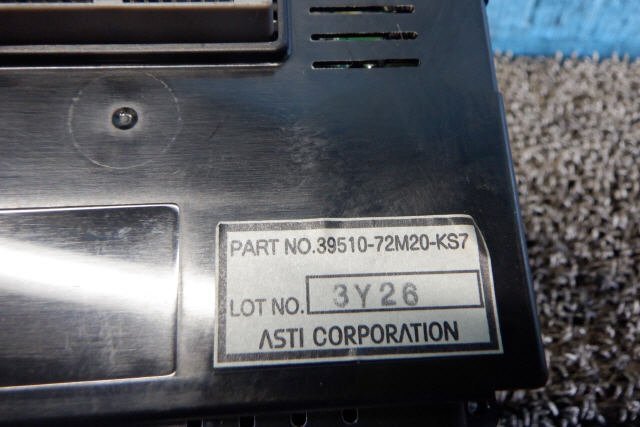 PART NO.39510-72M20-KS7
LOT NO. 3Y26
ASTI CORPORATION